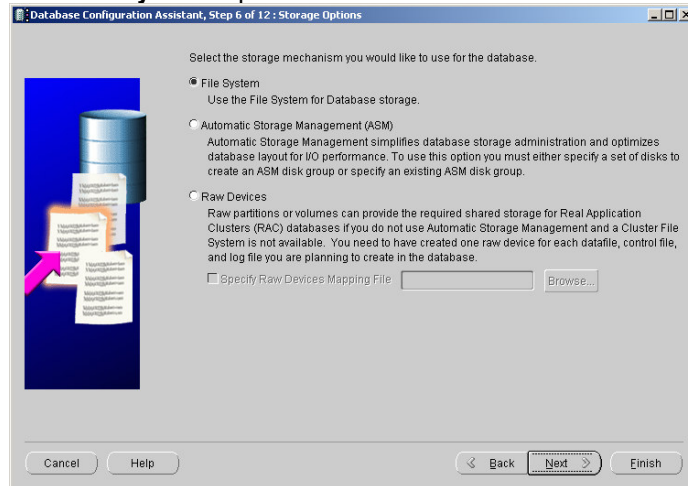 Database Configuration Assistant, Step 6 of 12 : Storage Options
Select the storage mechanism you would like to use for the database.
File System
Use the File System for Database storage.
Automatic Storage Management (ASM)
Automatic Storage Management simplifies database storage administration and optimizes
database layout for I/O performance. To use this option you must either specify a set of disks to
create an ASM disk group or specify an existing ASM disk group.
Raw Devices
Raw partitions or volumes can provide the required shared storage for Real Application
Clusters (RAC) databases if you do not use Automatic Storage Management and a Cluster File
System is not available. You need to have created one raw device for each datafile, control file,
and log file you are planning to create in the database.
Specify Raw Devices Mapping File
Browse...
Cancel
Help
Back
Next
Finish